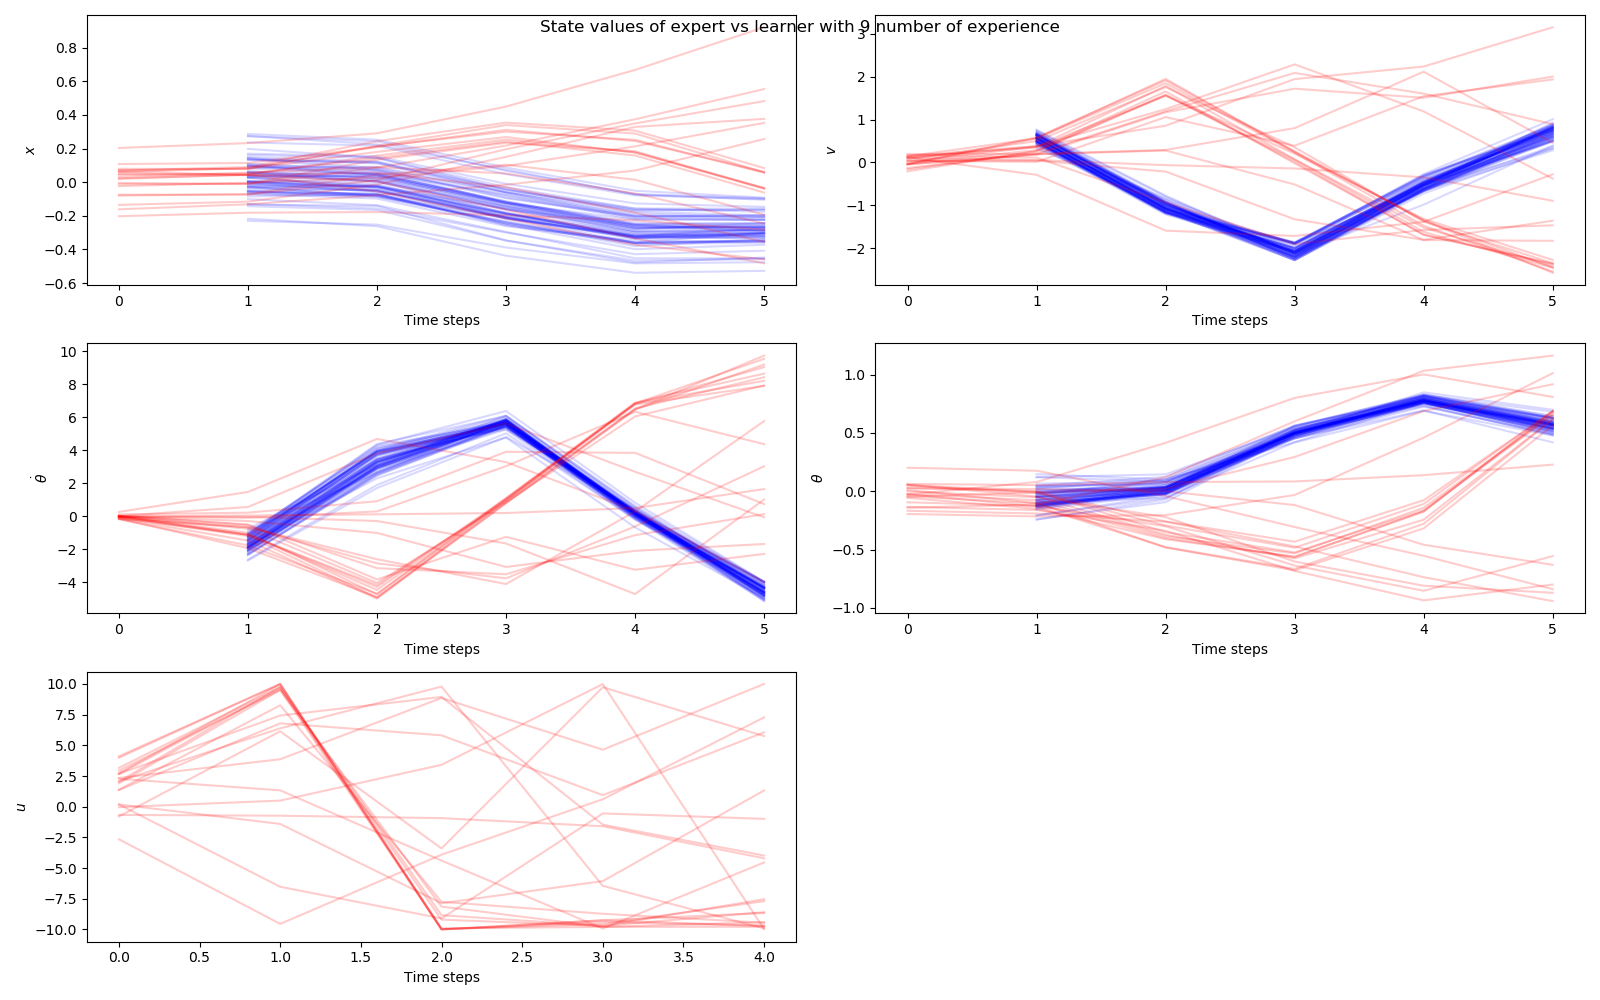 State values of expert vs learner with 9 number of experience
0.8
0.6
0.4
0.2
0.0
−0.2
−0.4
−0.6
x
0 1 2 3 4 5
Time steps
3
2
1
0
−1
−2
v
0 1 2 3 4 5
Time steps
10
8
6
4
2
0
−2
−4
θ̇
0 1 2 3 4 5
Time steps
1.0
0.5
0.0
−0.5
−1.0
θ
0 1 2 3 4 5
Time steps
10.0
7.5
5.0
2.5
0.0
−2.5
−5.0
−7.5
−10.0
u
0.0 0.5 1.0 1.5 2.0 2.5 3.0 3.5 4.0
Time steps